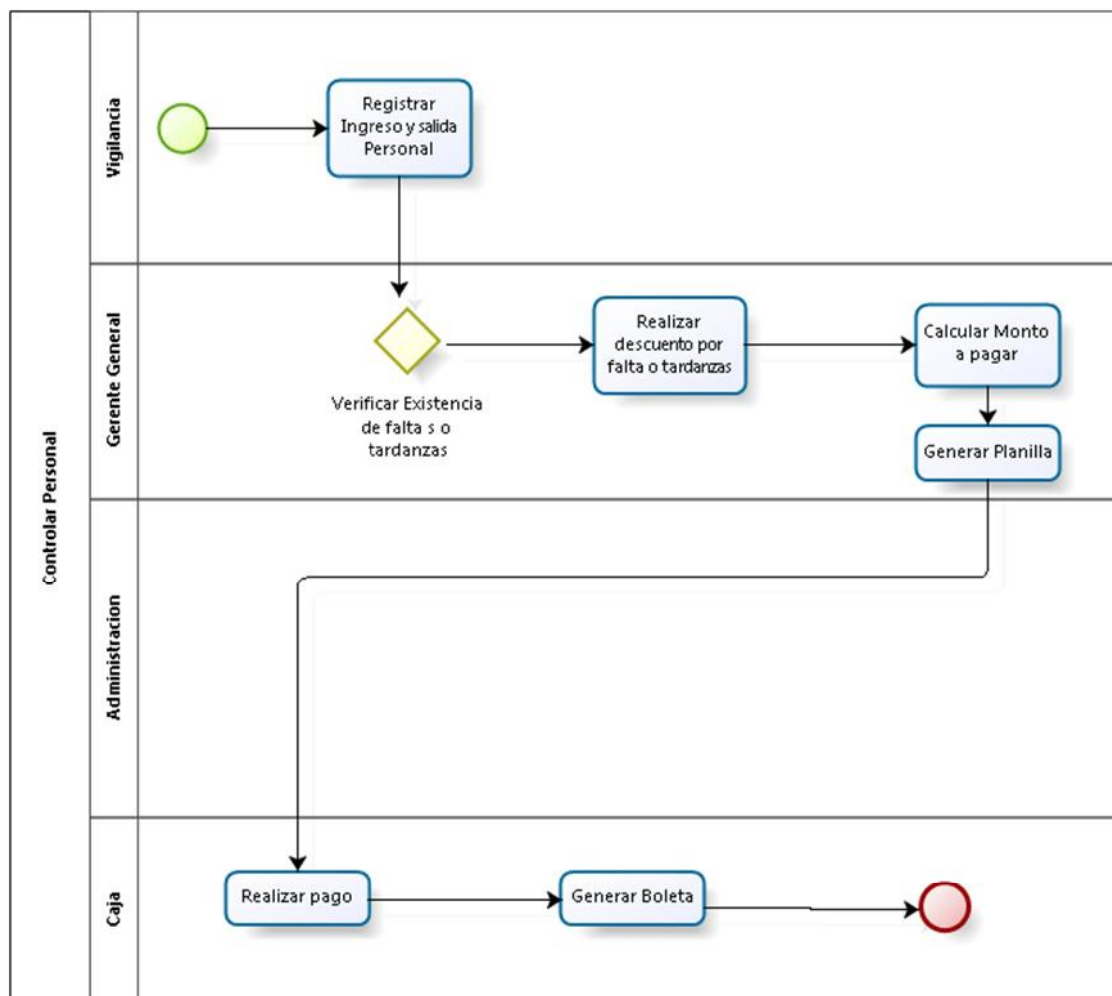 Controlar Personal
Vigilancia
Registrar
Ingreso y salida
Personal
Gerente General
Verificar Existencia
de falta s o
tardanzas
Realizar
descuento por
falta o tardanzas
Calcular Monto
a pagar
Generar Planilla
Administracion
Caja
Realizar pago
Generar Boleta